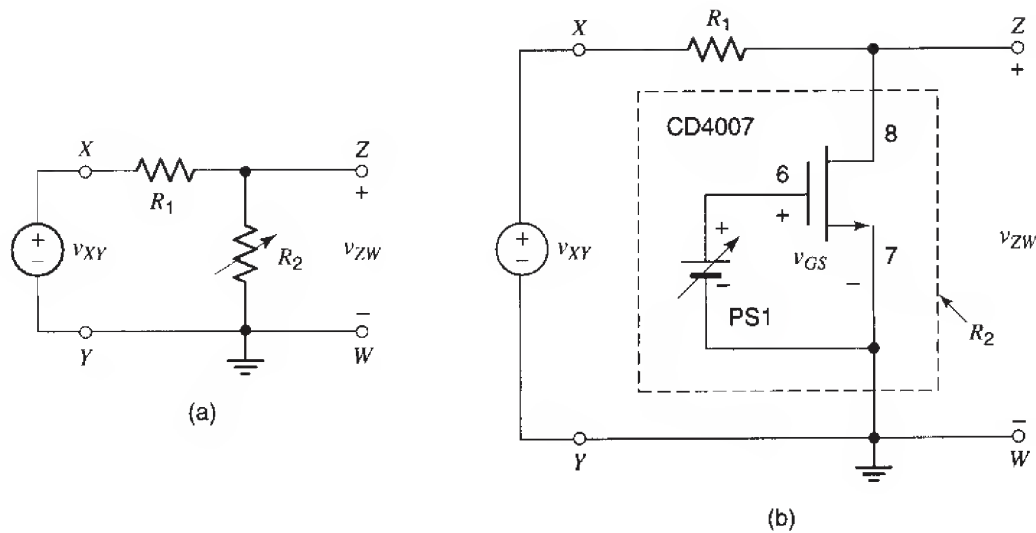 X
R1
Z
+
+
−
vXY
R2
vZW
Y
−
W
(a)
X
R1
Z
+
CD4007
8
6
+
+
−
vXY
+
vGS
7
vZW
−
−
PS1
R2
Y
−
W
(b)